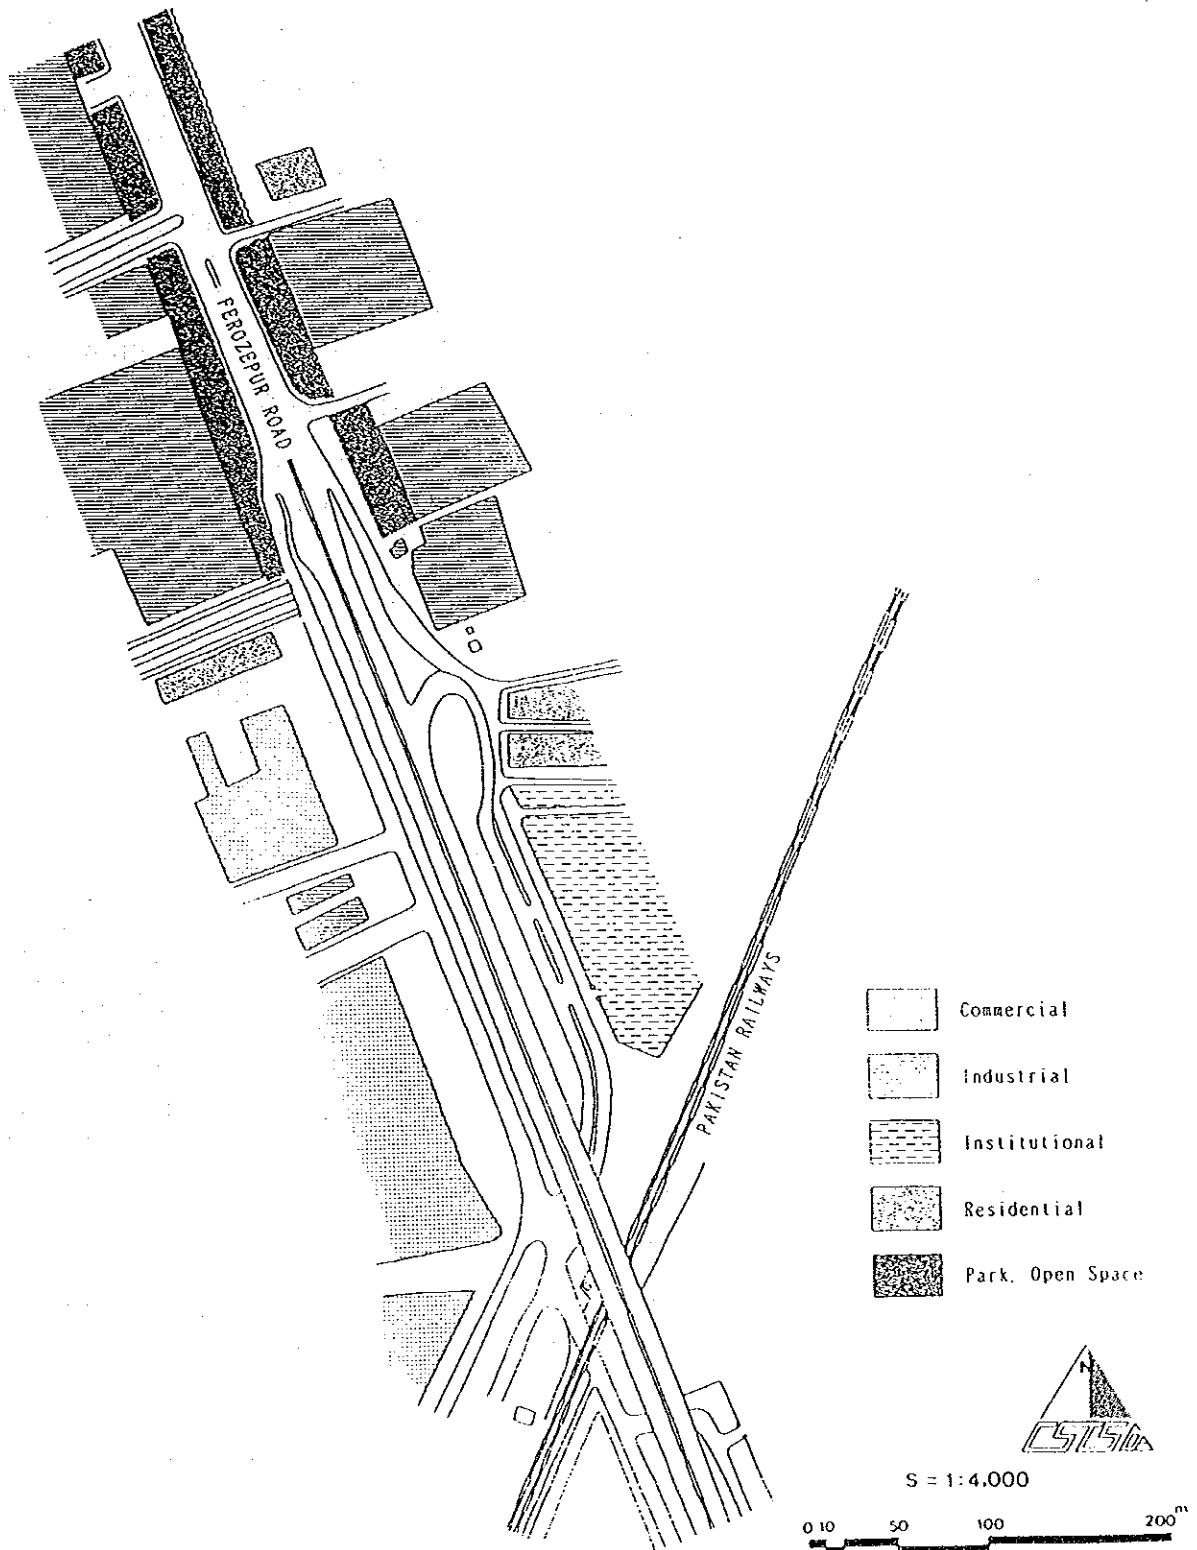 FEROZEPUR ROAD
PAKISTAN RAILWAYS
Commercial
Industrial
Institutional
Residential
Park, Open Space
N
S = 1:4,000
0 10 50 100 200 m